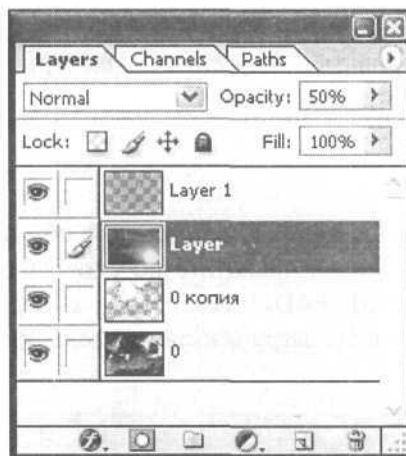 Layers Channels Paths
Normal Opacity: 50%
Lock: Fill: 100%
Layer 1
Layer
0 копия
0